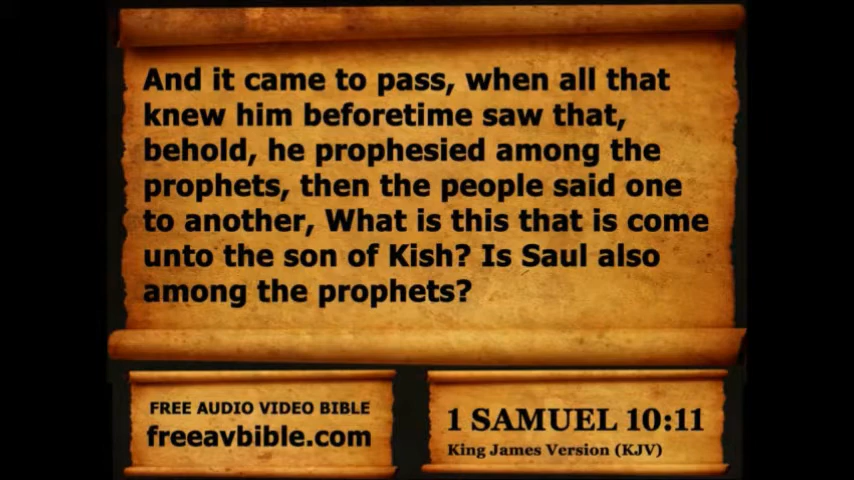 And it came to pass, when all that
knew him beforetime saw that,
behold, he prophesied among the
prophets, then the people said one
to another, What is this that is come
unto the son of Kish? Is Saul also
among the prophets?
FREE AUDIO VIDEO BIBLE
freeavbible.com
1 SAMUEL 10:11
King James Version (KJV)